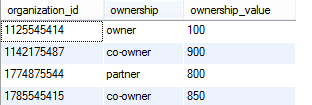 organization_id ownership ownership_value
1125545414 owner 100
1142175487 co-owner 900
1774875544 partner 800
1785545415 co-owner 850